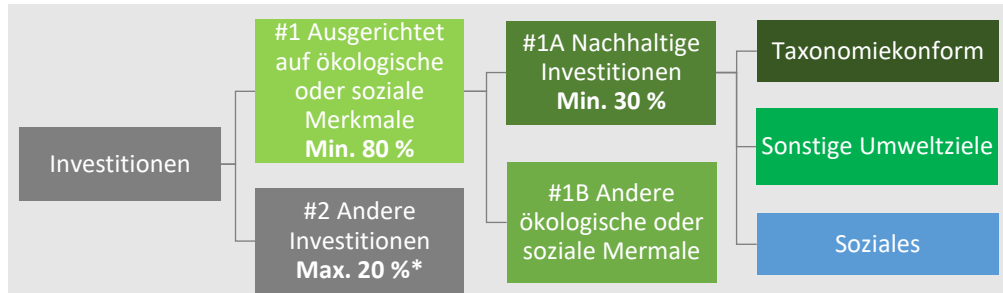 Investitionen
#1 Ausgerichtet
auf ökologische
oder soziale
Merkmale
Min. 80 %
#2 Andere
Investitionen
Max. 20 %*
#1A Nachhaltige
Investitionen
Min. 30 %
#1B Andere
ökologische oder
soziale Mermale
Taxonomiekonform
Sonstige Umweltziele
Soziales